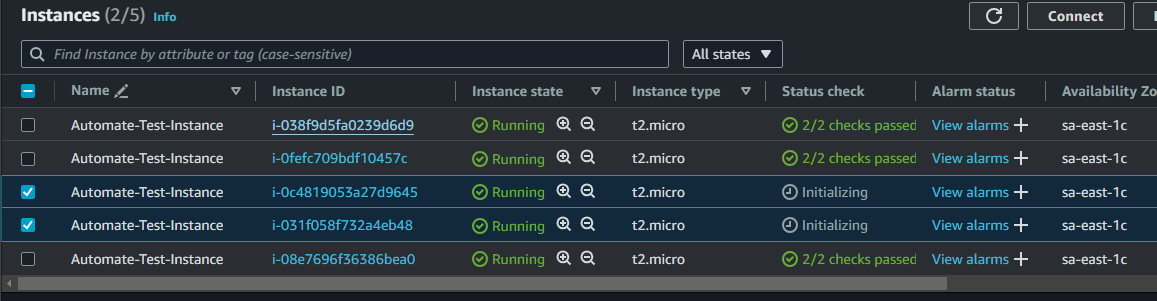 Instances (2/5) Info Connect
Find Instance by attribute or tag (case-sensitive) All states
Name Instance ID Instance state Instance type Status check Alarm status Availability Zo
Automate-Test-Instance i-038f9d5fa0239d6d9 Running t2.micro 2/2 checks passed View alarms + sa-east-1c
Automate-Test-Instance i-0fefc709bdf10457c Running t2.micro 2/2 checks passed View alarms + sa-east-1c
Automate-Test-Instance i-0c4819053a27d9645 Running t2.micro Initializing View alarms + sa-east-1c
Automate-Test-Instance i-031f058f732a4eb48 Running t2.micro Initializing View alarms + sa-east-1c
Automate-Test-Instance i-08e7696f36386bea0 Running t2.micro 2/2 checks passed View alarms + sa-east-1c